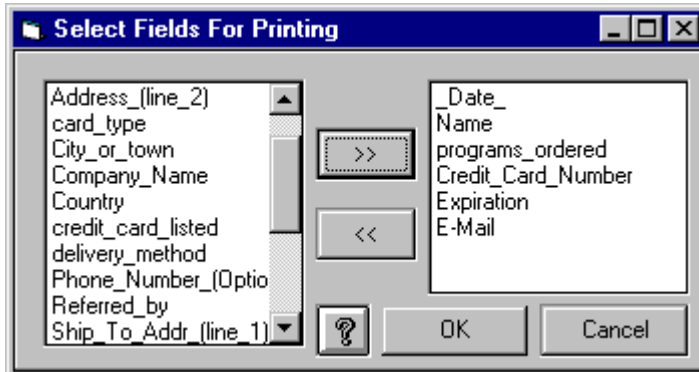 Select Fields For Printing
Address_(line_2)
card_type
City_or_town
Company_Name
Country
credit_card_listed
delivery_method
Phone_Number_(Optio
Referred_by
Ship_To_Addr_(line_1)
>>
<<
_Date_
Name
programs_ordered
Credit_Card_Number
Expiration
E-Mail
?
OK
Cancel